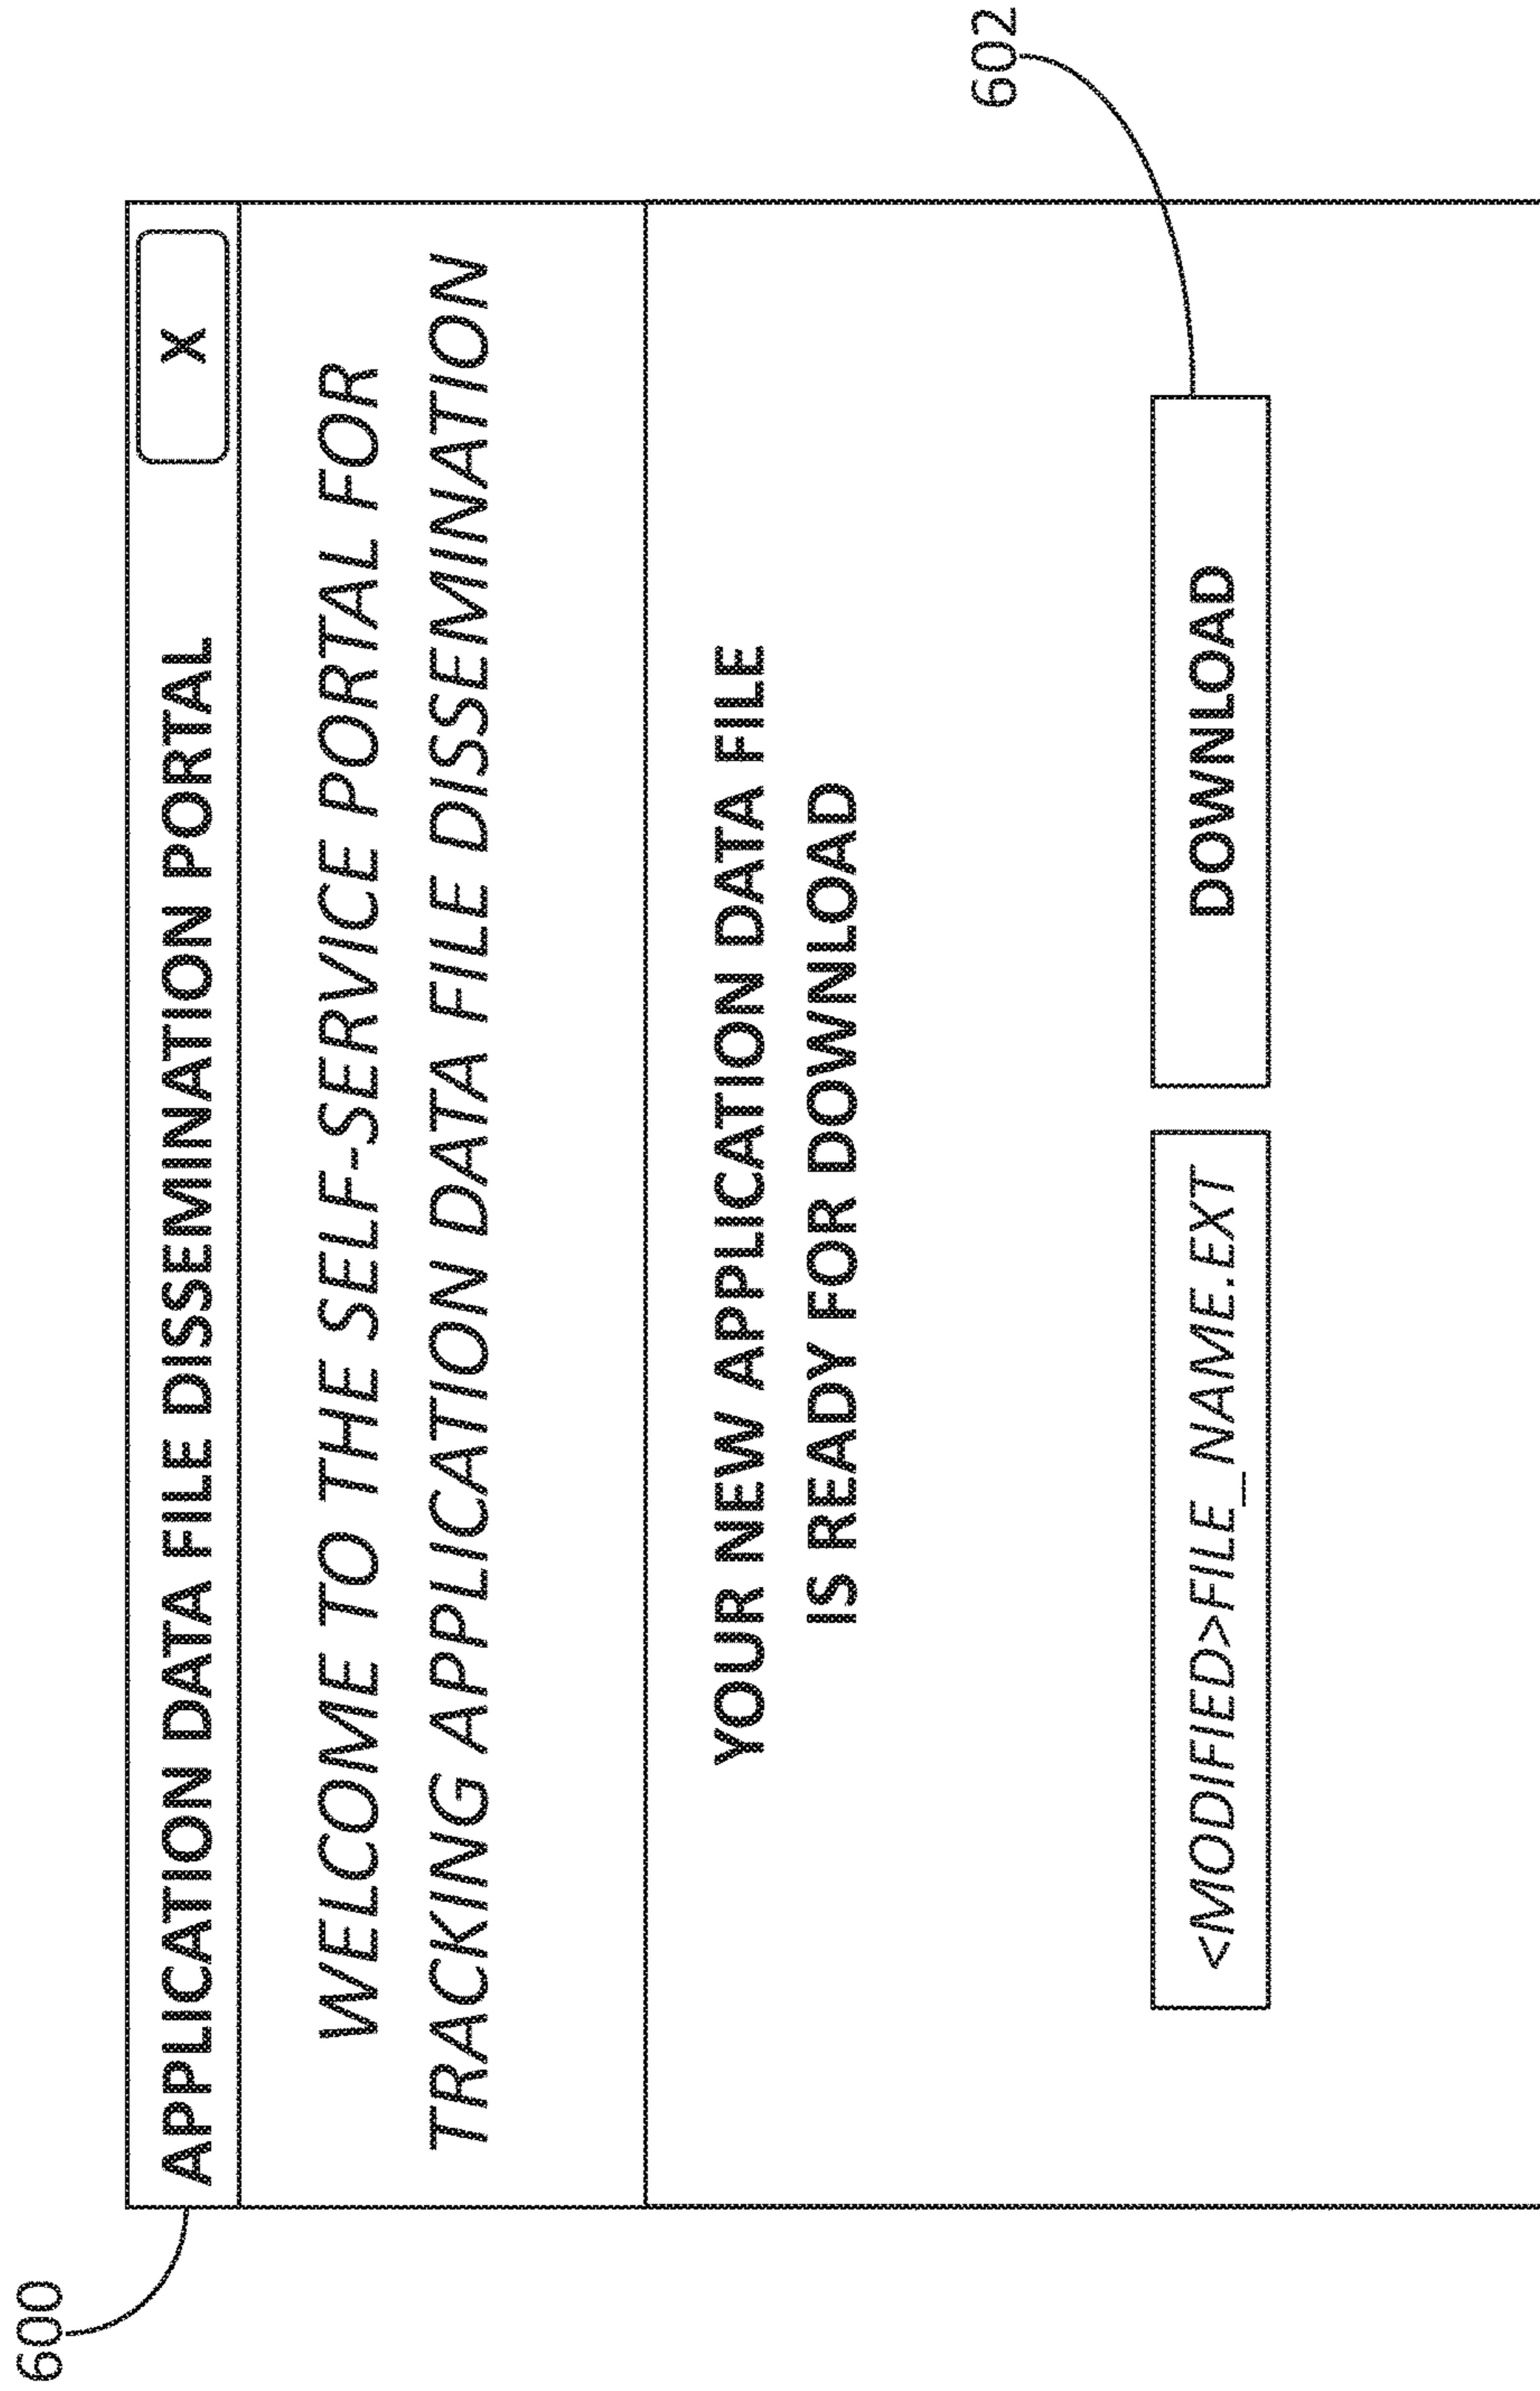 600
APPLICATION DATA FILE DISSEMINATION PORTAL
X
WELCOME TO THE SELF-SERVICE PORTAL FOR
TRACKING APPLICATION DATA FILE DISSEMINATION
YOUR NEW APPLICATION DATA FILE
IS READY FOR DOWNLOAD
602
<MODIFIED>FILE_NAME.EXT
DOWNLOAD